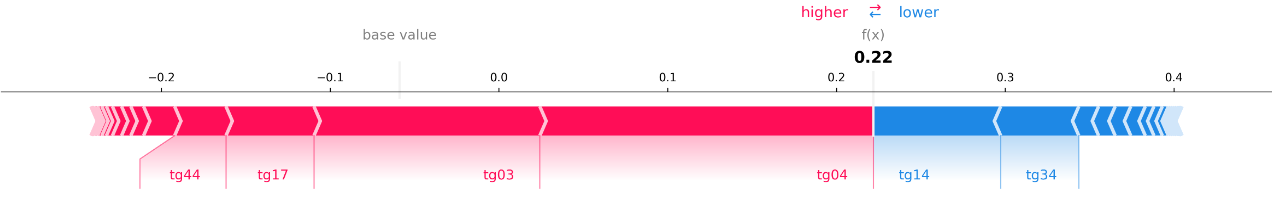 higher ⇄ lower
base value f(x)
0.22
−0.2 −0.1 0.0 0.1 0.2 0.3 0.4
tg44 tg17 tg03 tg04 tg14 tg34